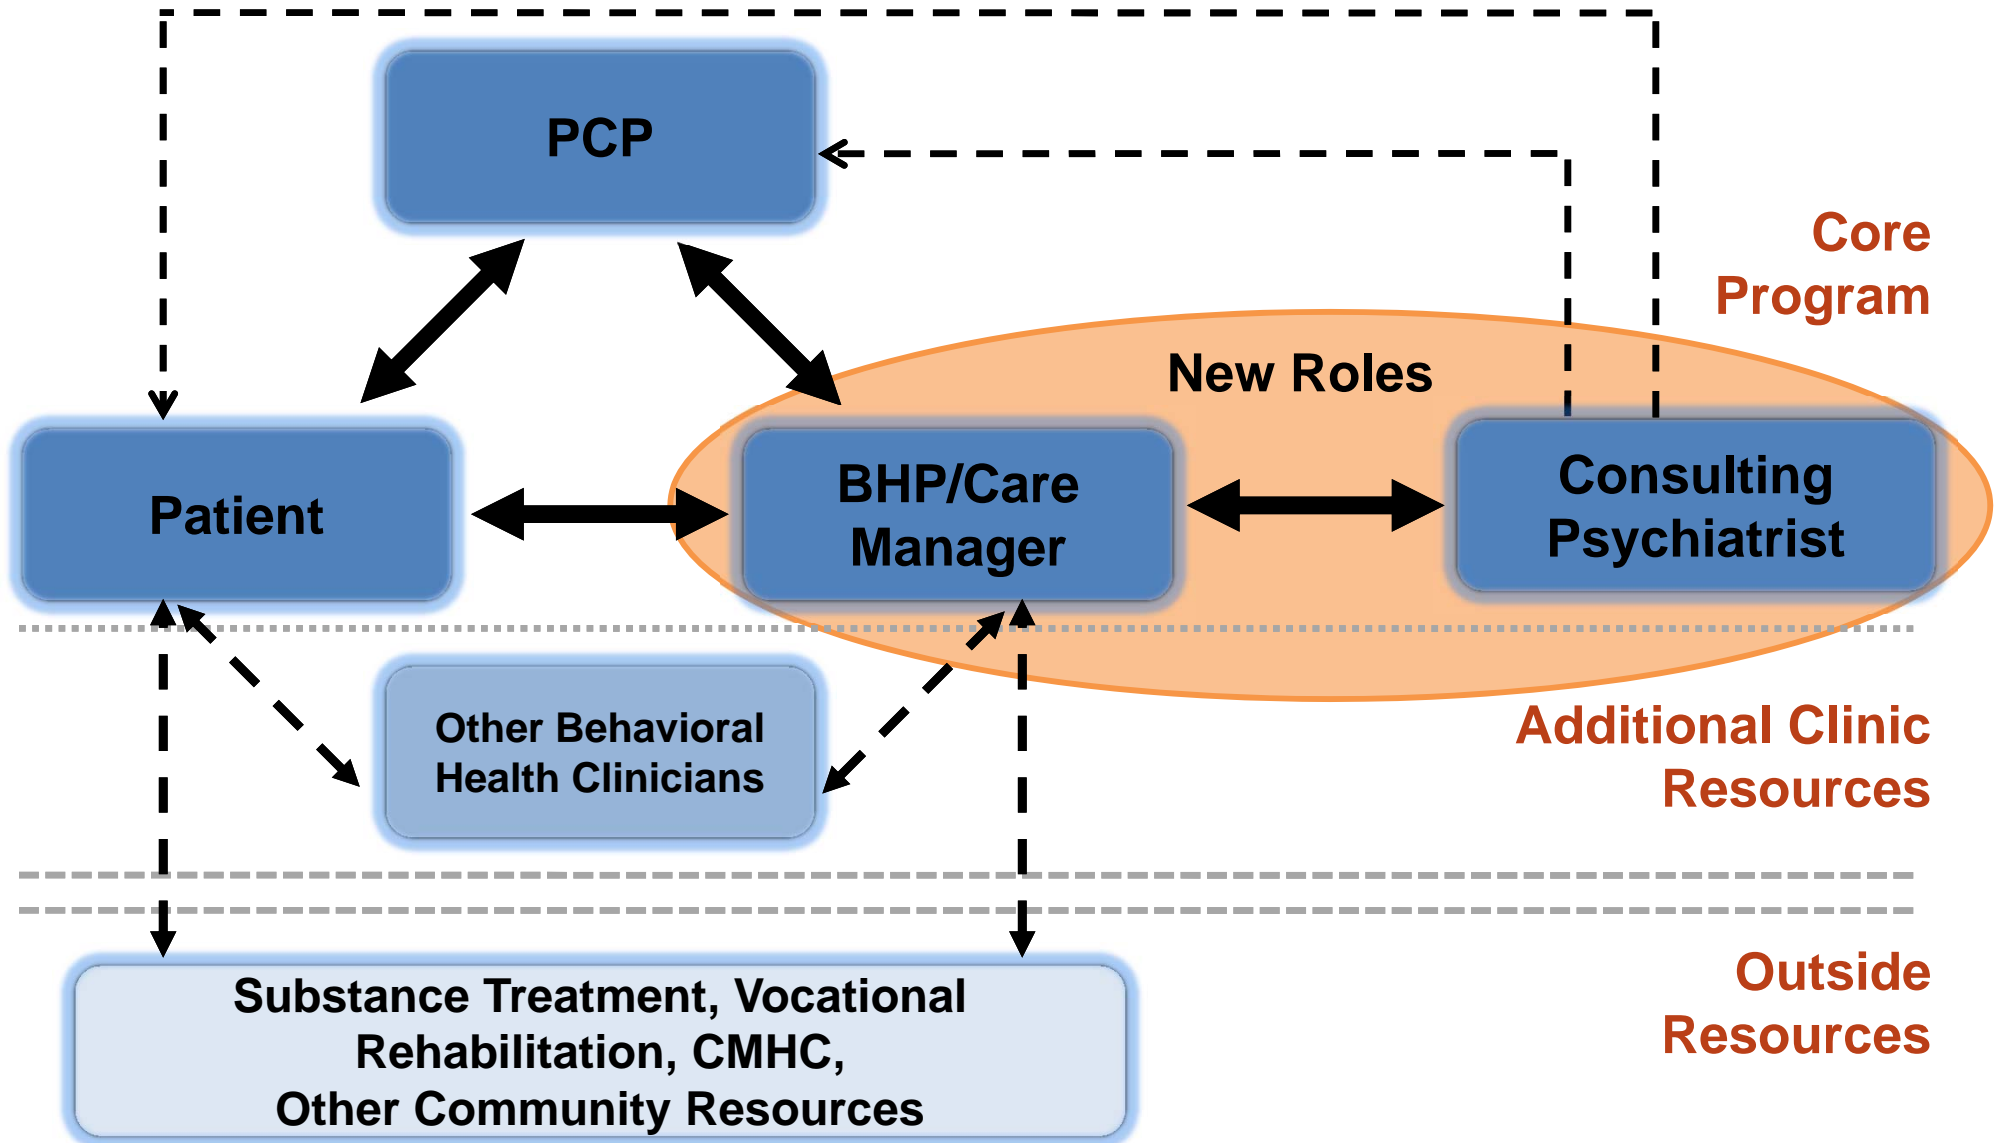 PCP
Core
Program
New Roles
Patient
BHP/Care
Manager
Consulting
Psychiatrist
Other Behavioral
Health Clinicians
Additional Clinic
Resources
Substance Treatment, Vocational
Rehabilitation, CMHC,
Other Community Resources
Outside
Resources